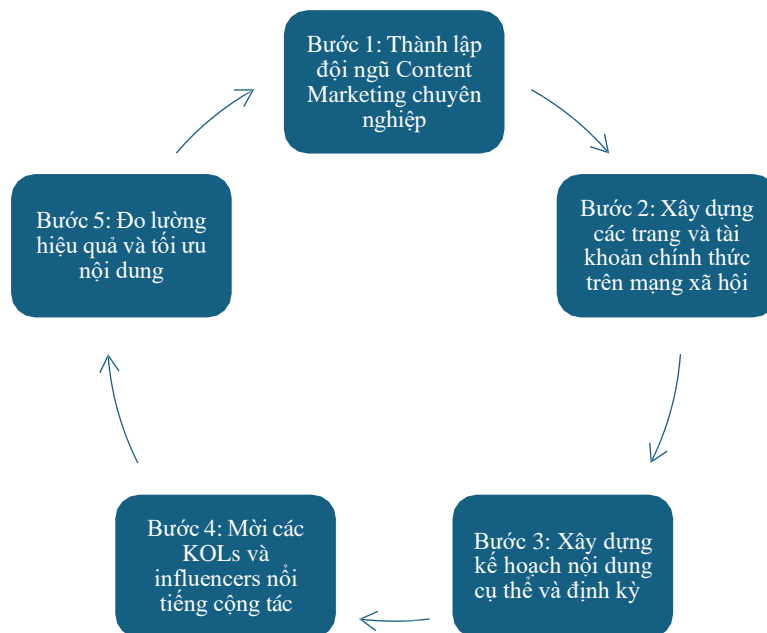 Bước 1: Thành lập
đội ngũ Content
Marketing chuyên
nghiệp
Bước 2: Xây dựng
các trang và tài
khoản chính thức
trên mạng xã hội
Bước 3: Xây dựng
kế hoạch nội dung
cụ thể và định kỳ
Bước 4: Mời các
KOLs và
influencers nổi
tiếng cộng tác
Bước 5: Đo lường
hiệu quả và tối ưu
nội dung